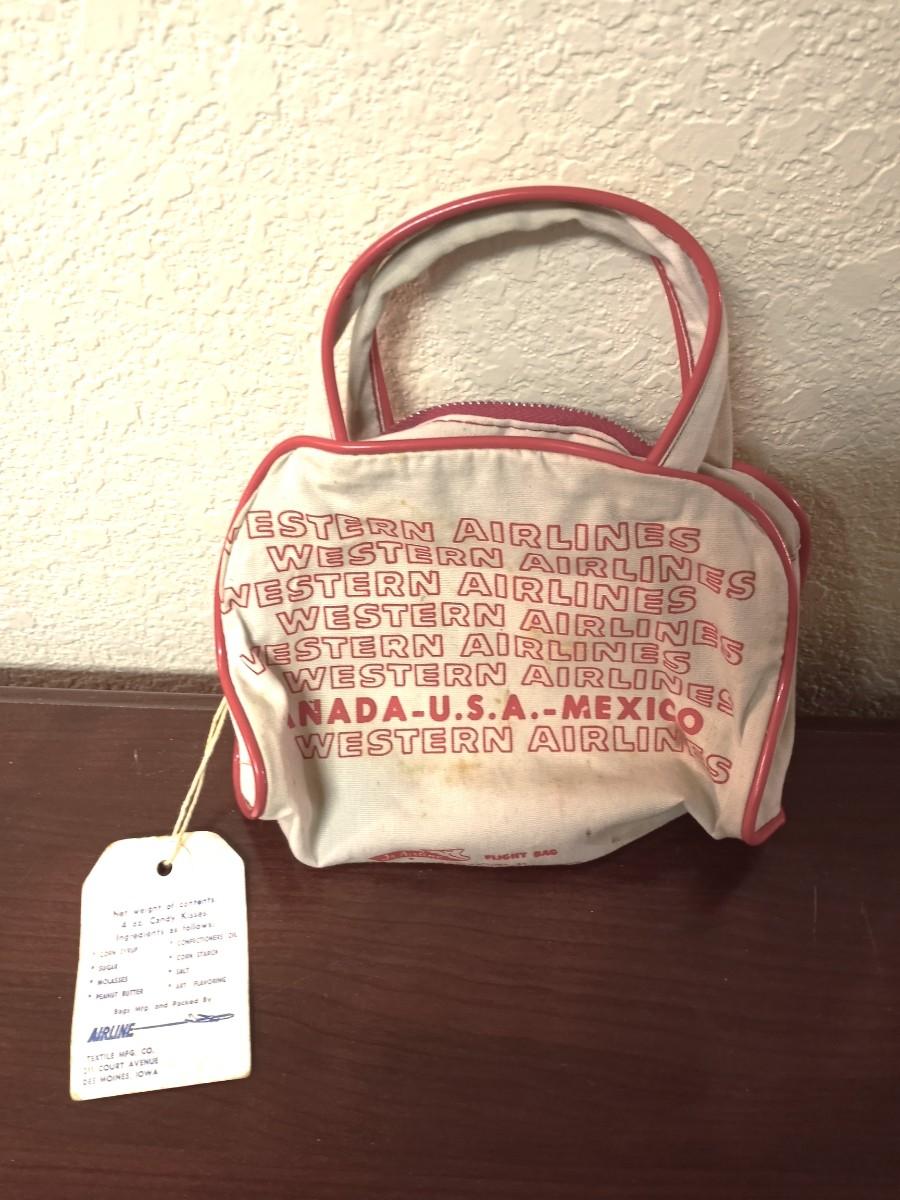 ESTERN AIRLINES
WESTERN AIRLINES
WESTERN AIRLINES
WESTERN AIRLINES
WESTERN AIRLINES
WESTERN AIRLINES
ANADA-U.S.A.-MEXICO
WESTERN AIRLINES
FLIGHT BAG
Net weight of contents
4 oz. Candy Kisses
Ingredients as follows:
• CORN SYRUP
• SUGAR
• MOLASSES
• PEANUT BUTTER
• CONFECTIONERS OIL
• CORN STARCH
• SALT
• ART FLAVORING
Bags Mfg. and Packed By
AIRLINE
TEXTILE MFG. CO.
COURT AVENUE
DES MOINES, IOWA